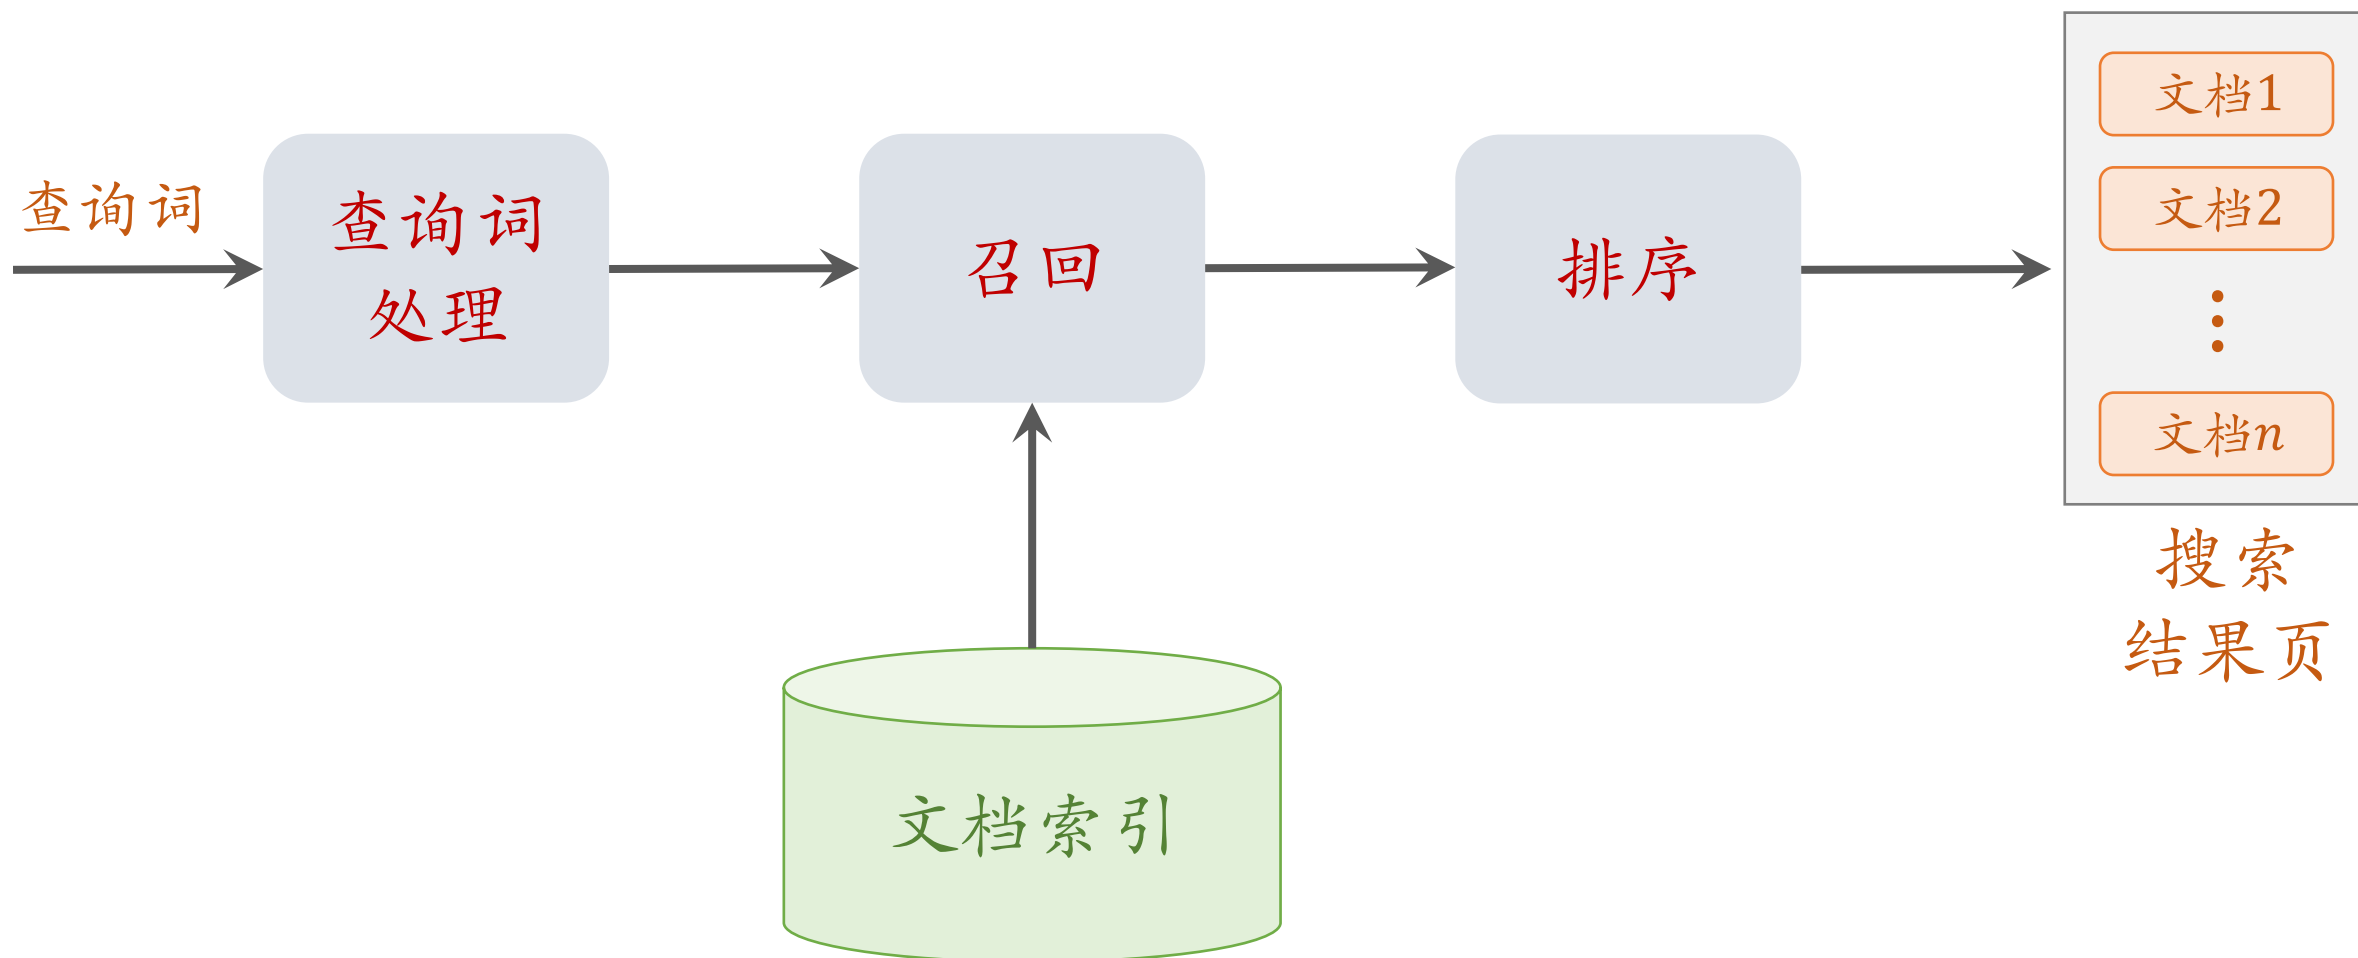 查询词
查询词
处理
召回
排序
文档1
文档2
文档n
搜索
结果页
文档索引